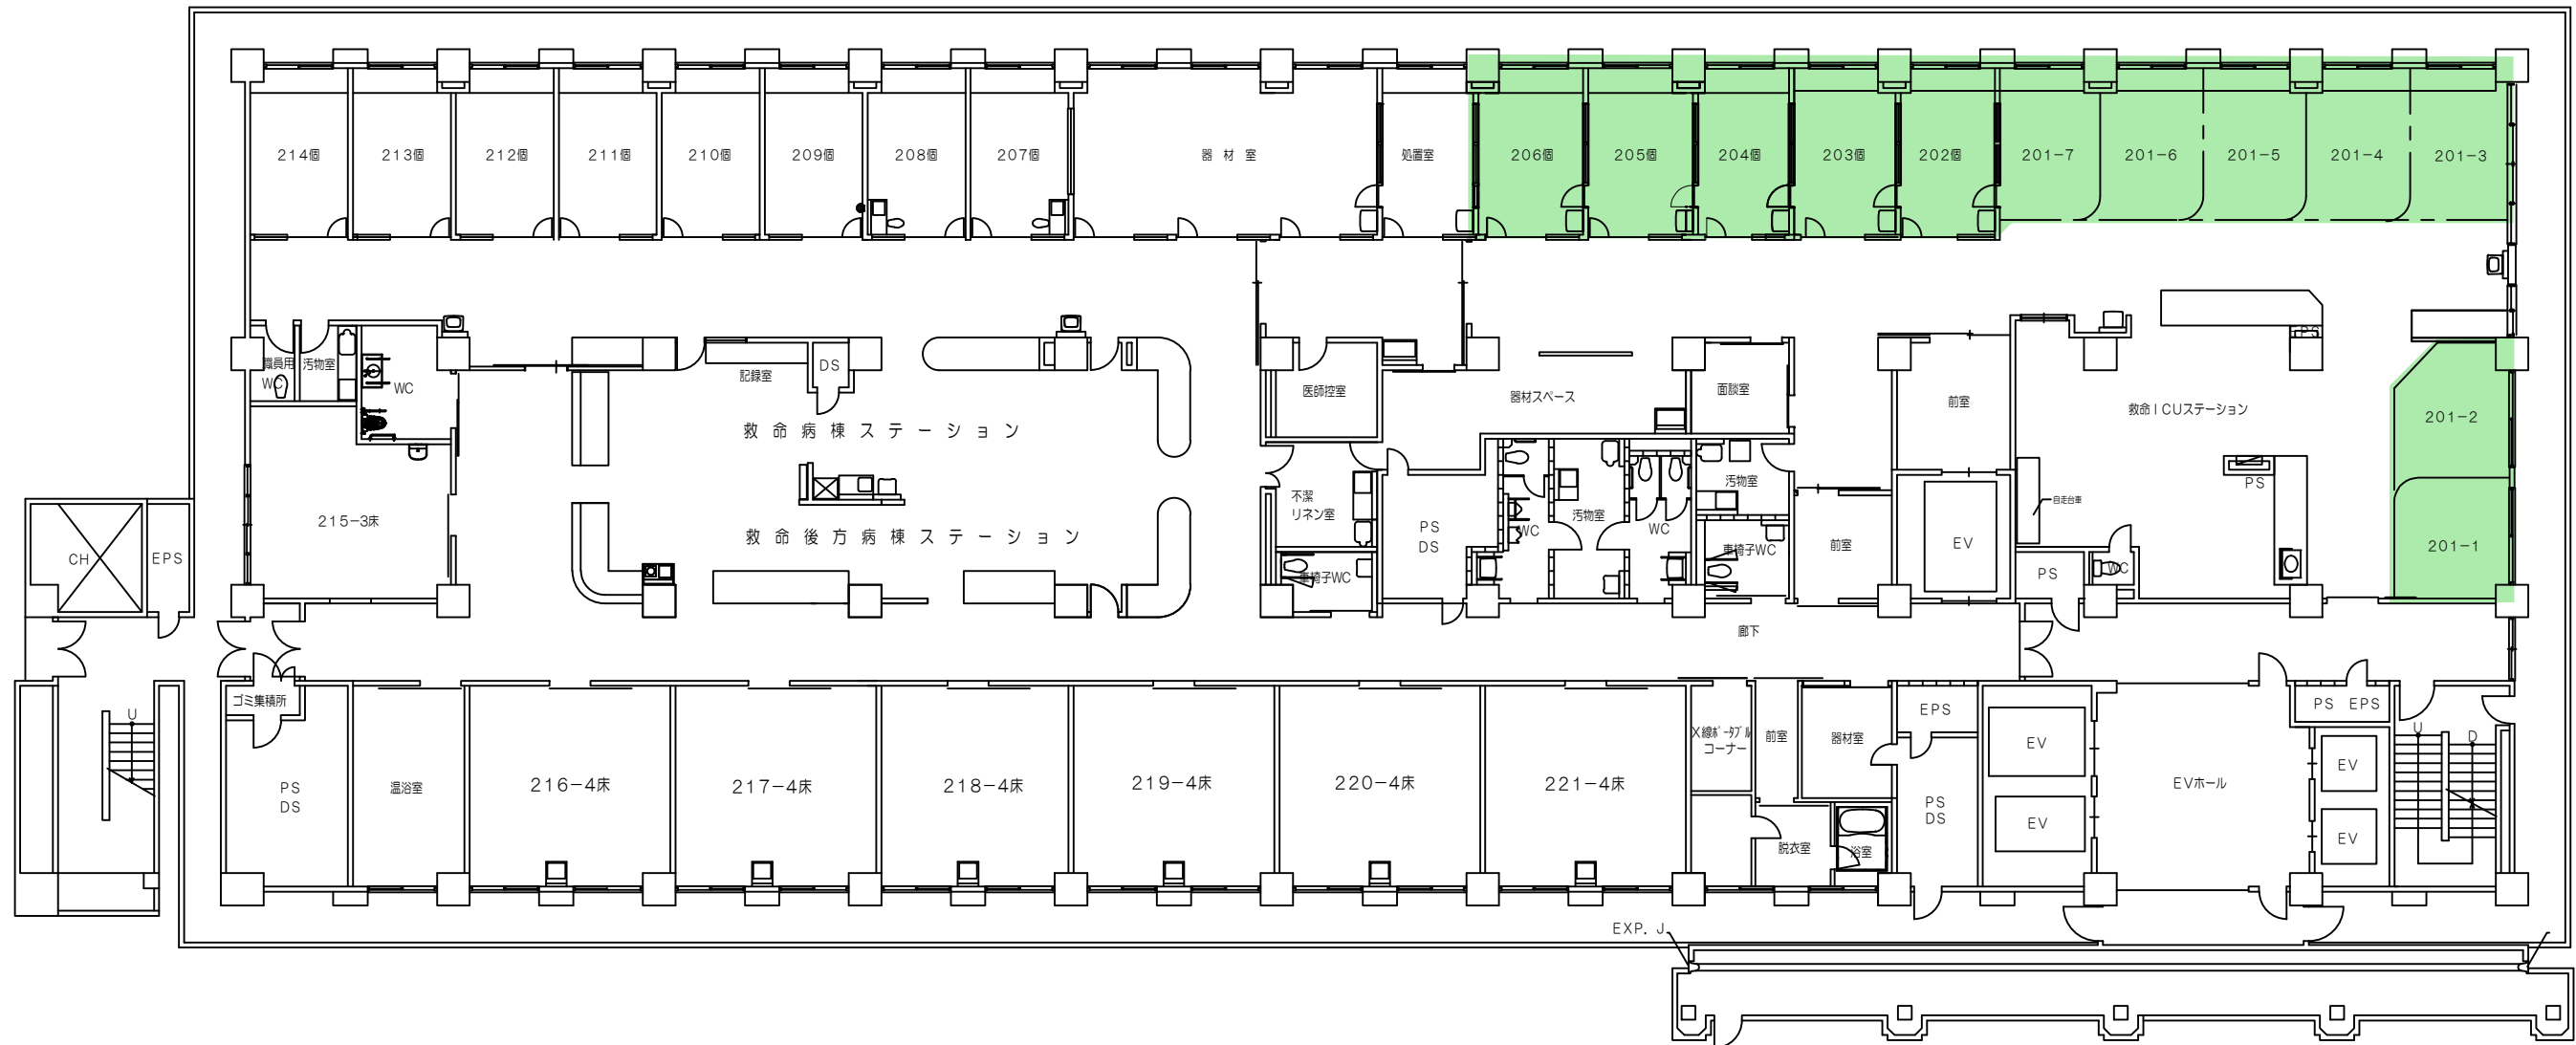 214個
213個
212個
211個
210個
209個
208個
207個
器 材 室
処置室
206個
205個
204個
203個
202個
201-7
201-6
201-5
201-4
201-3
職員用
WC
汚物室
WC
記録室
DS
医師控室
器材スペース
面談室
前室
救命ICUステーション
PS
201-2
救 命 病 棟 ス テ ー シ ョ ン
215-3床
救 命 後 方 病 棟 ス テ ー シ ョ ン
不潔
リネン室
車椅子WC
PS
DS
WC
汚物室
WC
汚物室
車椅子WC
前室
EV
自走台車
PS
201-1
PS
WC
CH
EPS
廊下
ゴミ集積所
U
PS
DS
温浴室
216-4床
217-4床
218-4床
219-4床
220-4床
221-4床
X線ポータブル
コーナー
前室
器材室
EPS
PS
DS
脱衣室
浴室
EV
EV
EVホール
PS EPS
EV
EV
U
D
EXP. J.